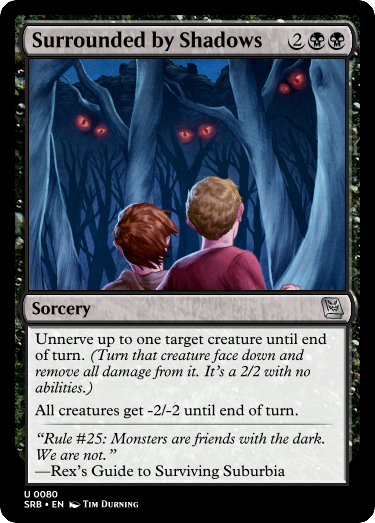 Surrounded by Shadows 2
Sorcery
Unnerve up to one target creature until end
of turn. (Turn that creature face down and
remove all damage from it. It's a 2/2 with no
abilities.)
All creatures get -2/-2 until end of turn.
“Rule #25: Monsters are friends with the dark.
We are not.”
—Rex's Guide to Surviving Suburbia
U 0080
SRB • EN Tim Durning